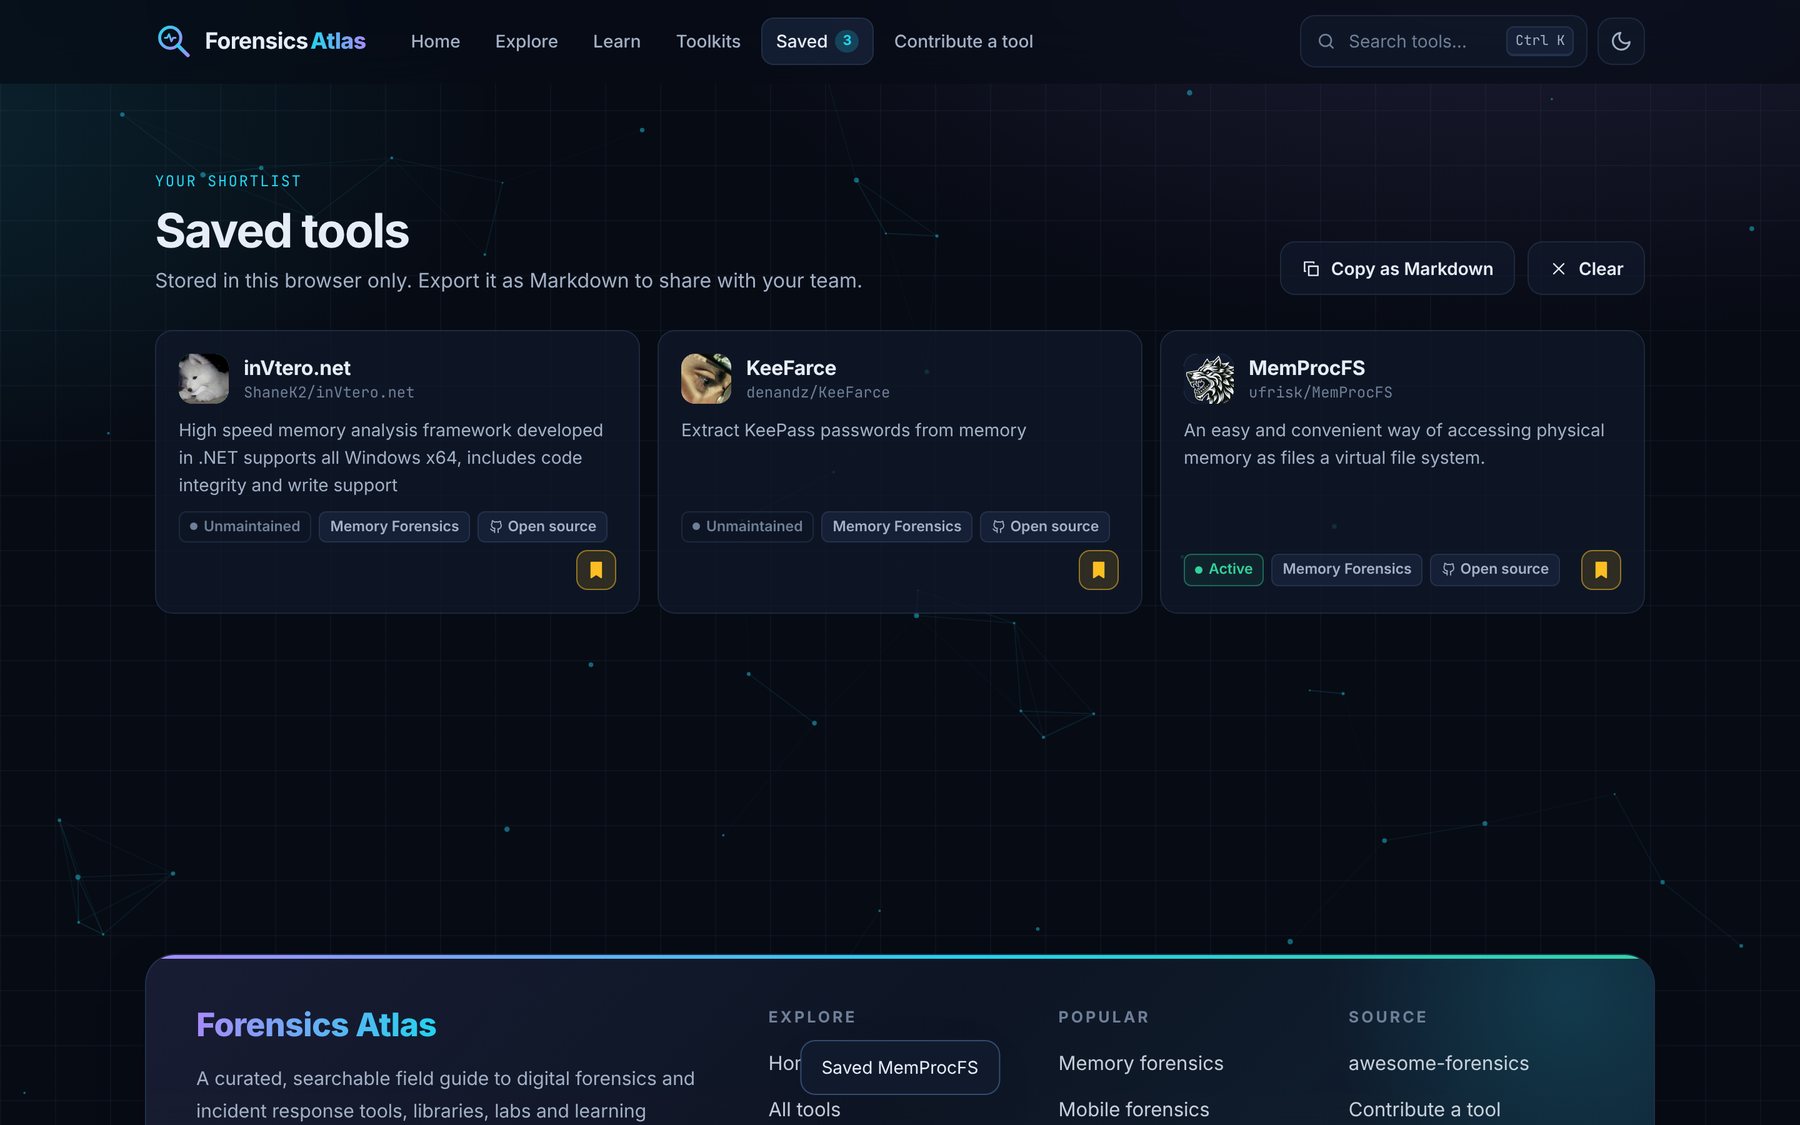 Forensics Atlas
Home
Explore
Learn
Toolkits
Saved 3
Contribute a tool
Search tools...
Ctrl K
YOUR SHORTLIST
Saved tools
Stored in this browser only. Export it as Markdown to share with your team.
Copy as Markdown
Clear
inVtero.net
ShaneK2/inVtero.net
High speed memory analysis framework developed
in .NET supports all Windows x64, includes code
integrity and write support
Unmaintained
Memory Forensics
Open source
KeeFarce
denandz/KeeFarce
Extract KeePass passwords from memory
Unmaintained
Memory Forensics
Open source
MemProcFS
ufrisk/MemProcFS
An easy and convenient way of accessing physical
memory as files a virtual file system.
Active
Memory Forensics
Open source
Forensics Atlas
A curated, searchable field guide to digital forensics and
incident response tools, libraries, labs and learning
EXPLORE
All tools
Saved MemProcFS
POPULAR
Memory forensics
Mobile forensics
SOURCE
awesome-forensics
Contribute a tool